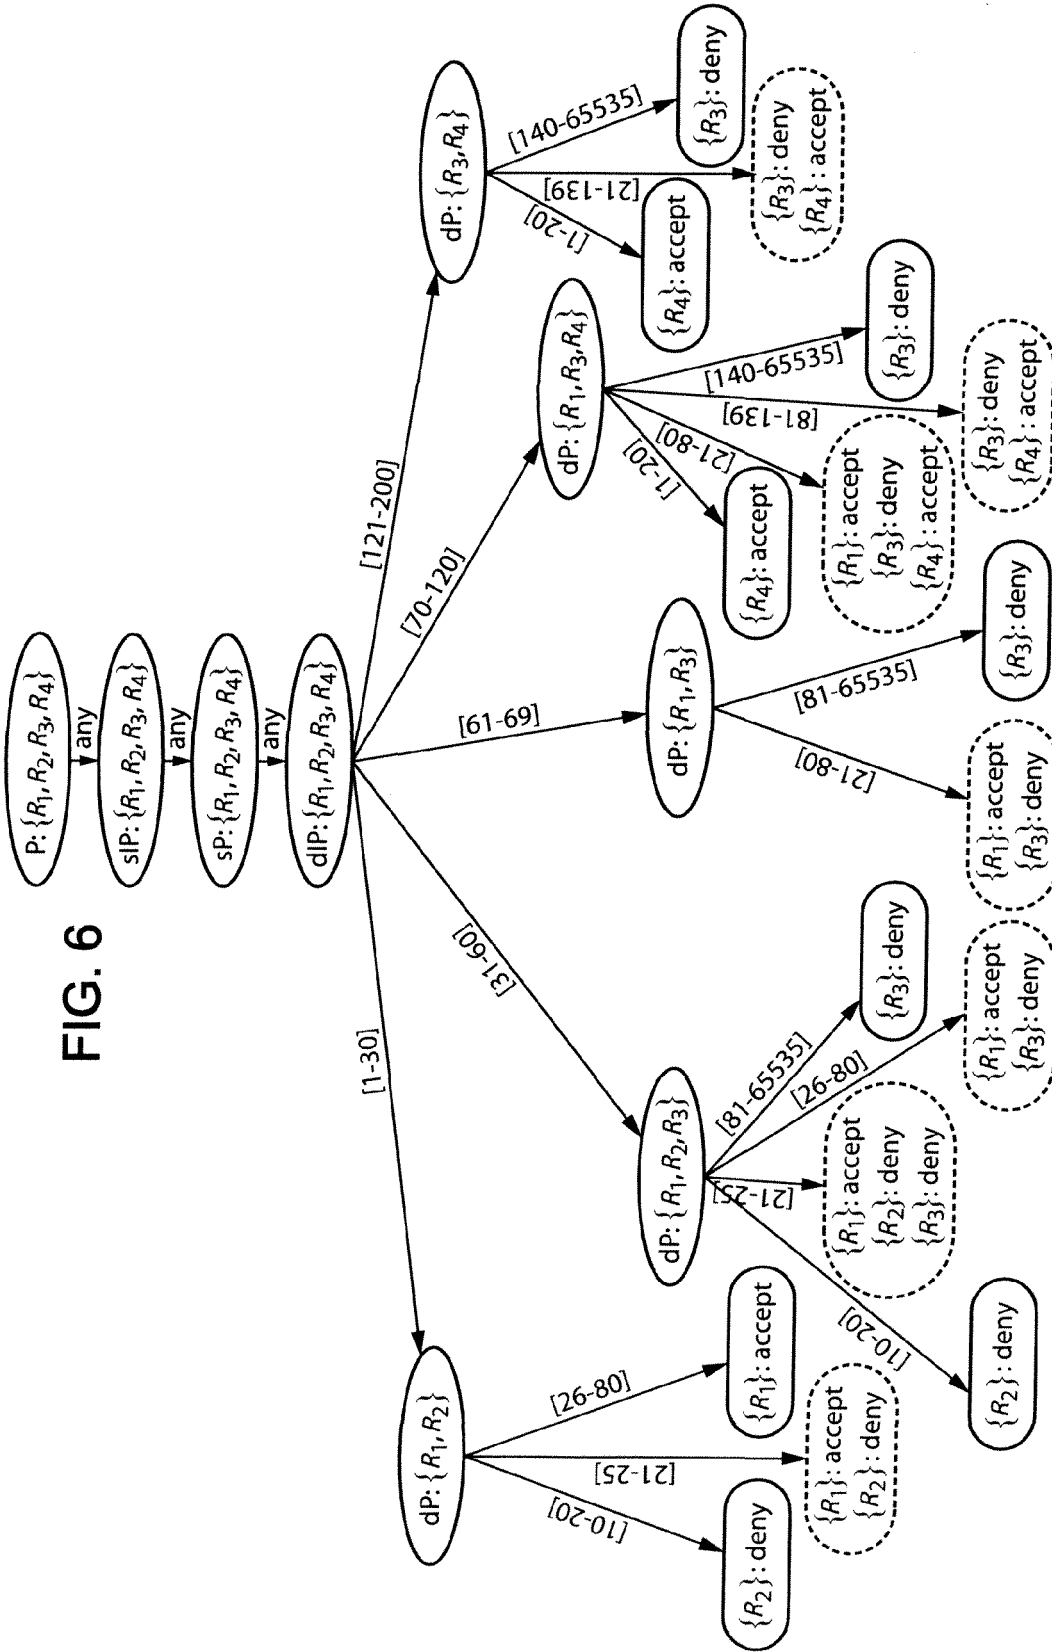 FIG. 6
P: {R1, R2, R3, R4}
any
sIP: {R1, R2, R3, R4}
any
sP: {R1, R2, R3, R4}
any
dIP: {R1, R2, R3, R4}
[1-30]
[31-60]
[61-69]
[70-120]
[121-200]
dP: {R1, R2}
[10-20]
[21-25]
[26-80]
{R2}: deny
{R1}: accept
{R2}: deny
{R1}: accept
dP: {R1, R2, R3}
[10-20]
[21-25]
[26-80]
[81-65535]
{R2}: deny
{R1}: accept
{R2}: deny
{R3}: deny
{R1}: accept
{R3}: deny
{R3}: deny
dP: {R1, R3}
[21-80]
[81-65535]
{R1}: accept
{R3}: deny
{R3}: deny
dP: {R1, R3, R4}
[1-20]
[21-80]
[81-139]
[140-65535]
{R4}: accept
{R1}: accept
{R3}: deny
{R4}: accept
{R3}: deny
{R4}: accept
{R3}: deny
dP: {R3, R4}
[1-20]
[21-139]
[140-65535]
{R4}: accept
{R3}: deny
{R4}: accept
{R3}: deny